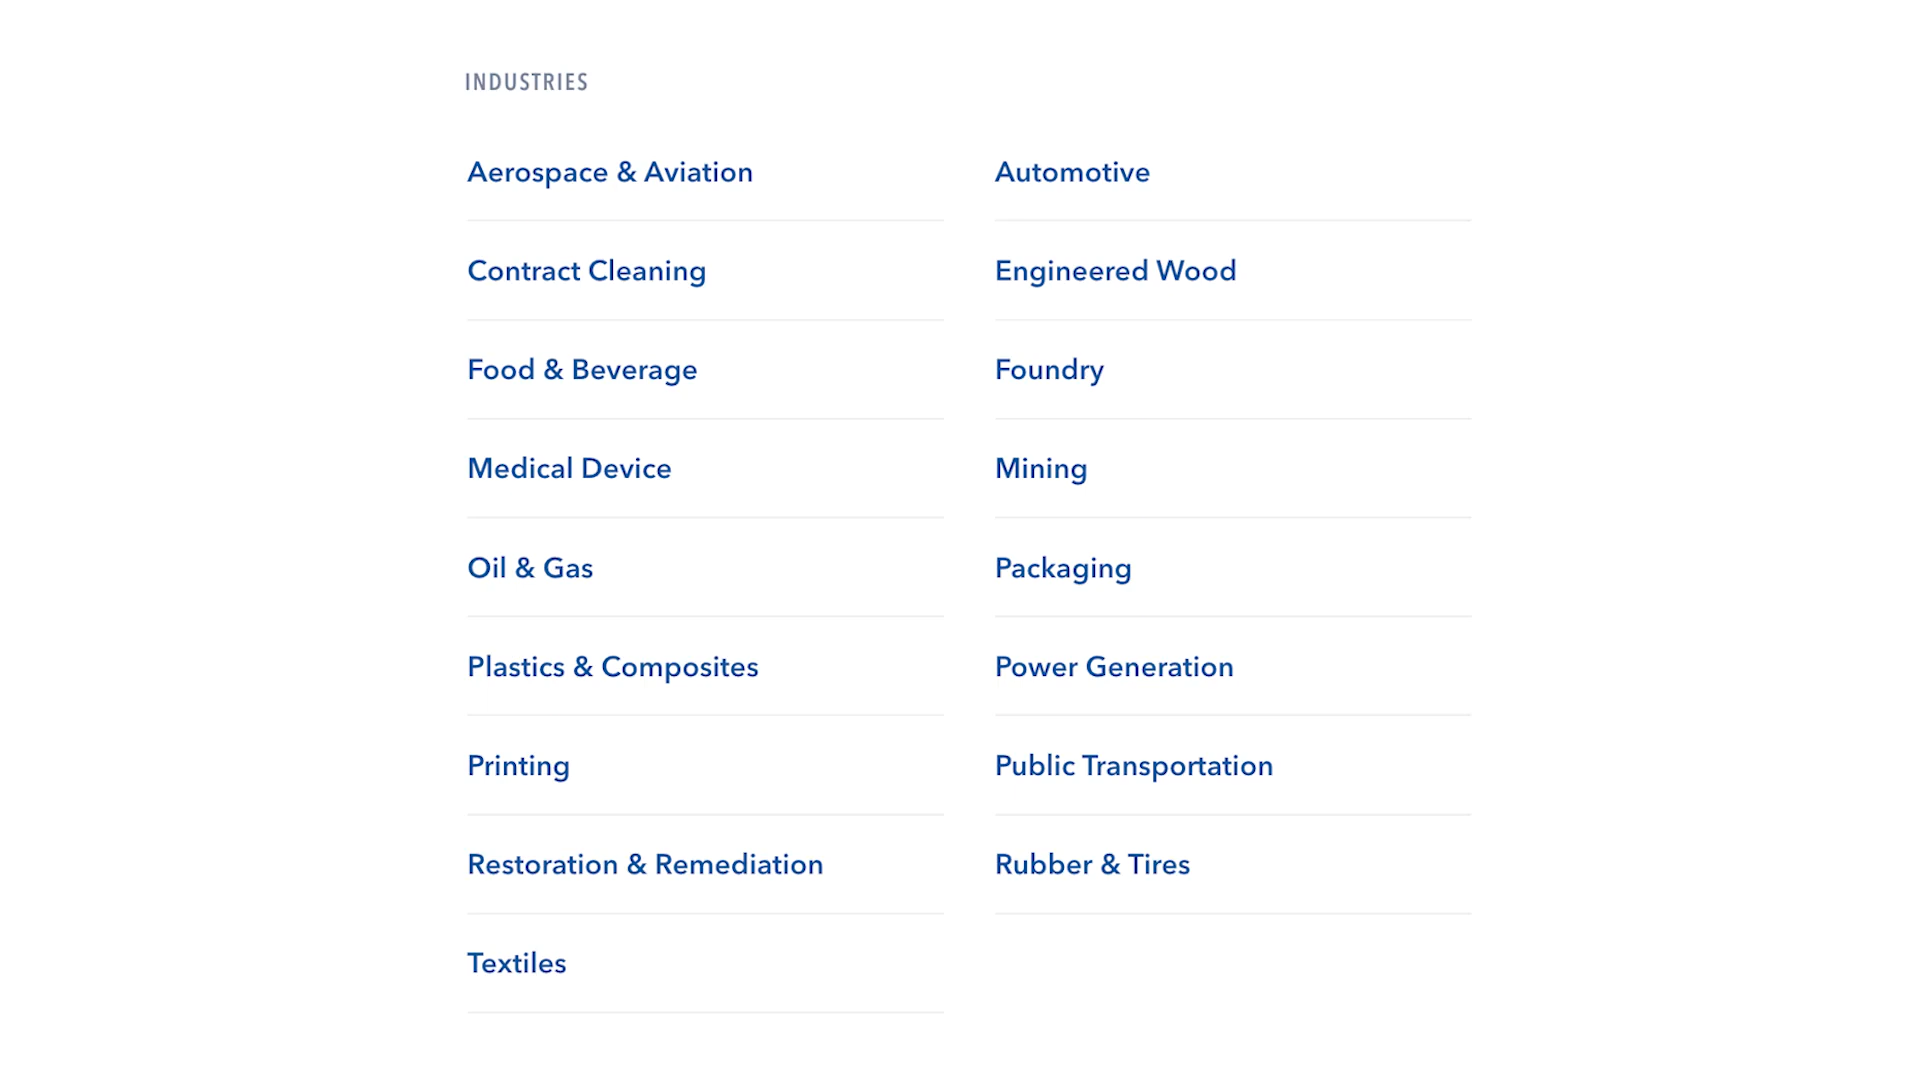 INDUSTRIES
Aerospace & Aviation
Automotive
Contract Cleaning
Engineered Wood
Food & Beverage
Foundry
Medical Device
Mining
Oil & Gas
Packaging
Plastics & Composites
Power Generation
Printing
Public Transportation
Restoration & Remediation
Rubber & Tires
Textiles